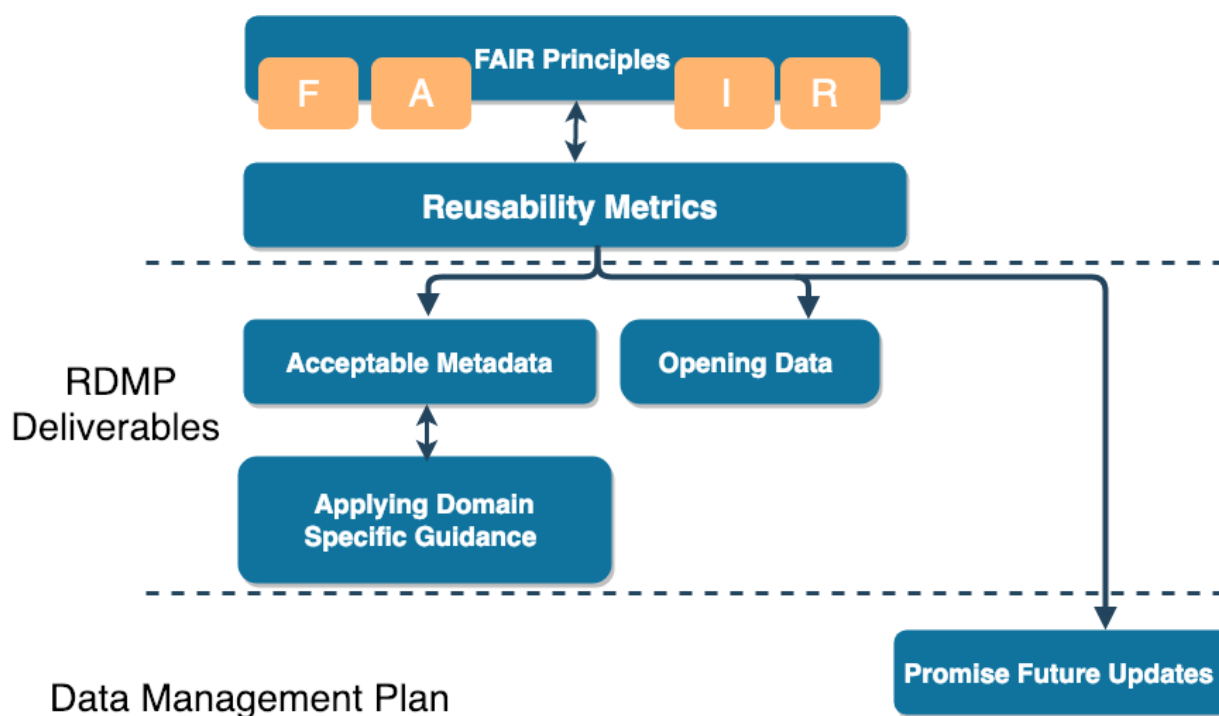 FAIR Principles
F
A
I
R
Reusability Metrics
Acceptable Metadata
Opening Data
RDMP
Deliverables
Applying Domain
Specific Guidance
Promise Future Updates
Data Management Plan